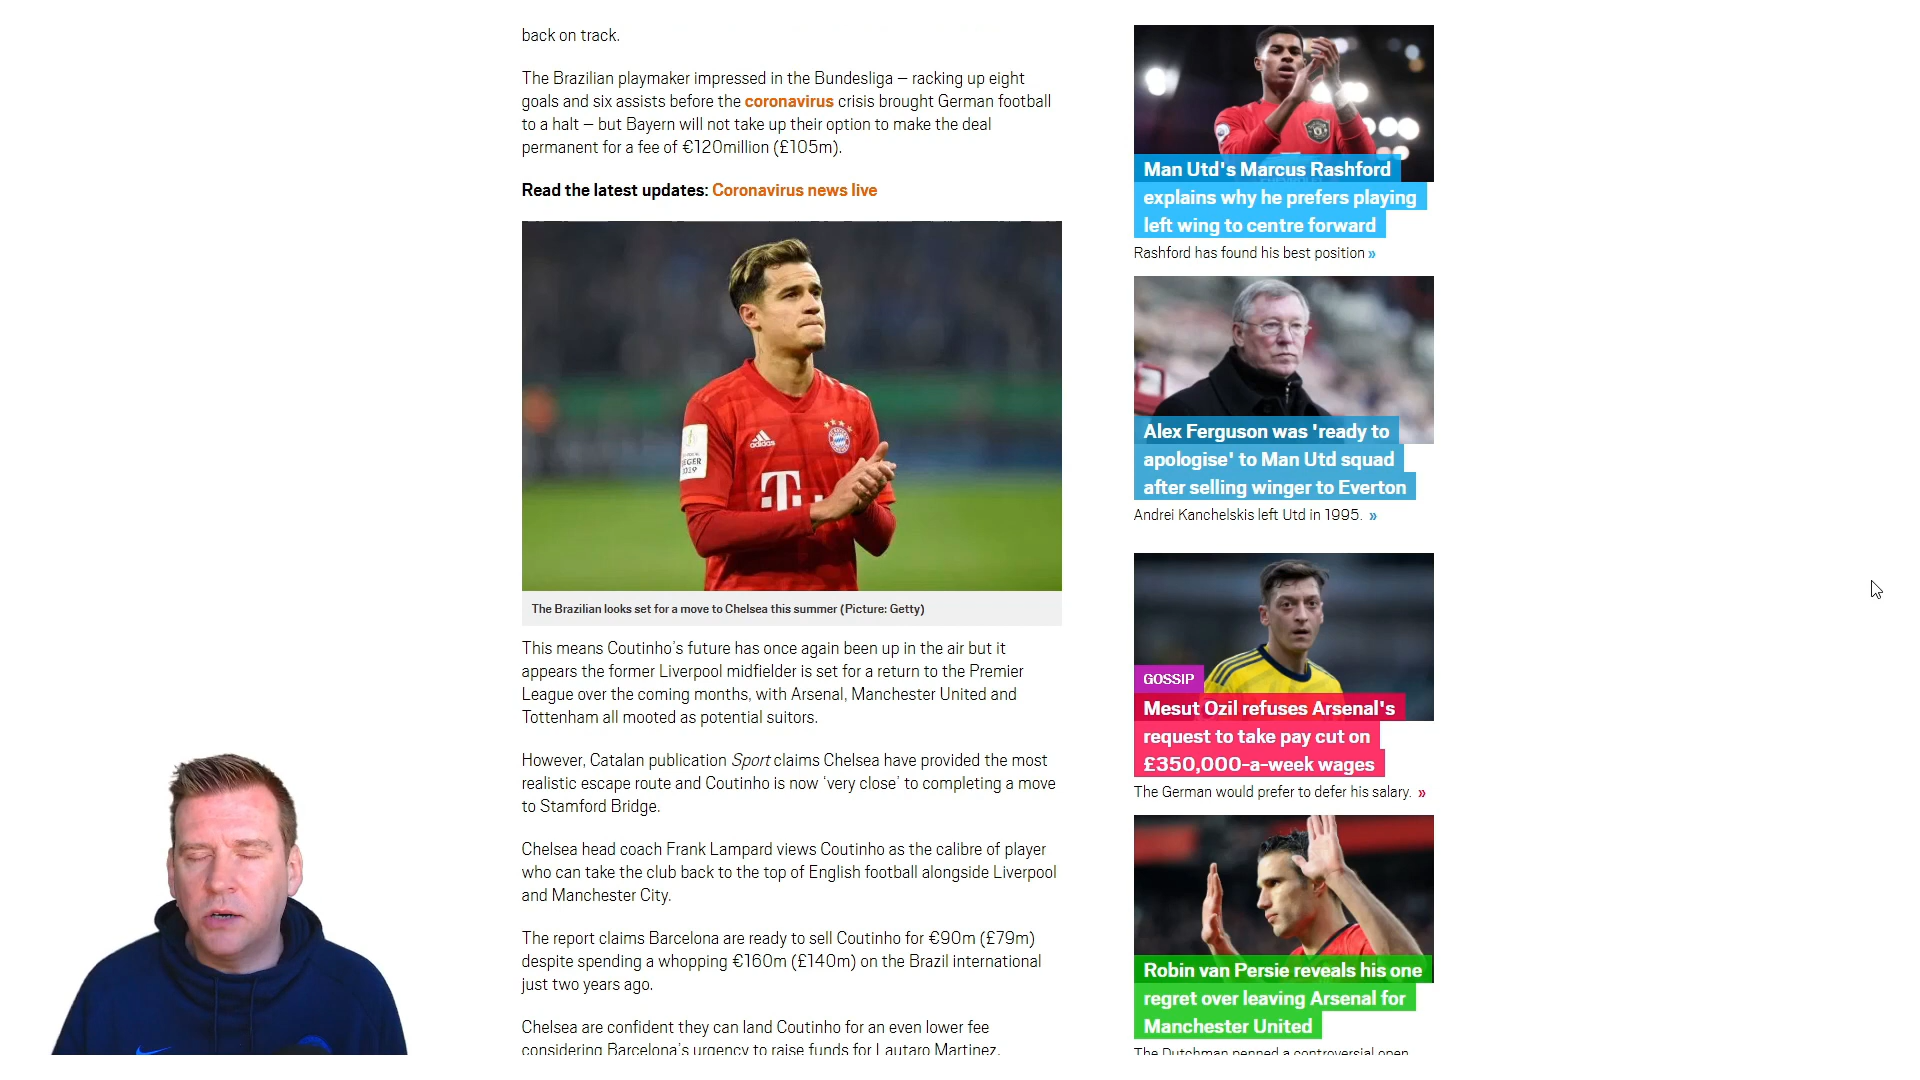 back on track.
The Brazilian playmaker impressed in the Bundesliga – racking up eight
goals and six assists before the coronavirus crisis brought German football
to a halt – but Bayern will not take up their option to make the deal
permanent for a fee of €120million (£105m).
Read the latest updates: Coronavirus news live
adidas
T
The Brazilian looks set for a move to Chelsea this summer (Picture: Getty)
This means Coutinho's future has once again been up in the air but it
appears the former Liverpool midfielder is set for a return to the Premier
League over the coming months, with Arsenal, Manchester United and
Tottenham all mooted as potential suitors.
However, Catalan publication Sport claims Chelsea have provided the most
realistic escape route and Coutinho is now 'very close' to completing a move
to Stamford Bridge.
Chelsea head coach Frank Lampard views Coutinho as the calibre of player
who can take the club back to the top of English football alongside Liverpool
and Manchester City.
The report claims Barcelona are ready to sell Coutinho for €90m (£79m)
despite spending a whopping €160m (£140m) on the Brazil international
just two years ago.
Chelsea are confident they can land Coutinho for an even lower fee
considering Barcelona's urgency to raise funds for Lautaro Martinez.
Man Utd's Marcus Rashford
explains why he prefers playing
left wing to centre forward
Rashford has found his best position »
Alex Ferguson was 'ready to
apologise' to Man Utd squad
after selling winger to Everton
Andrei Kanchelskis left Utd in 1995. »
GOSSIP
Mesut Ozil refuses Arsenal's
request to take pay cut on
£350,000-a-week wages
The German would prefer to defer his salary. »
Robin van Persie reveals his one
regret over leaving Arsenal for
Manchester United
The Dutchman penned a controversial open